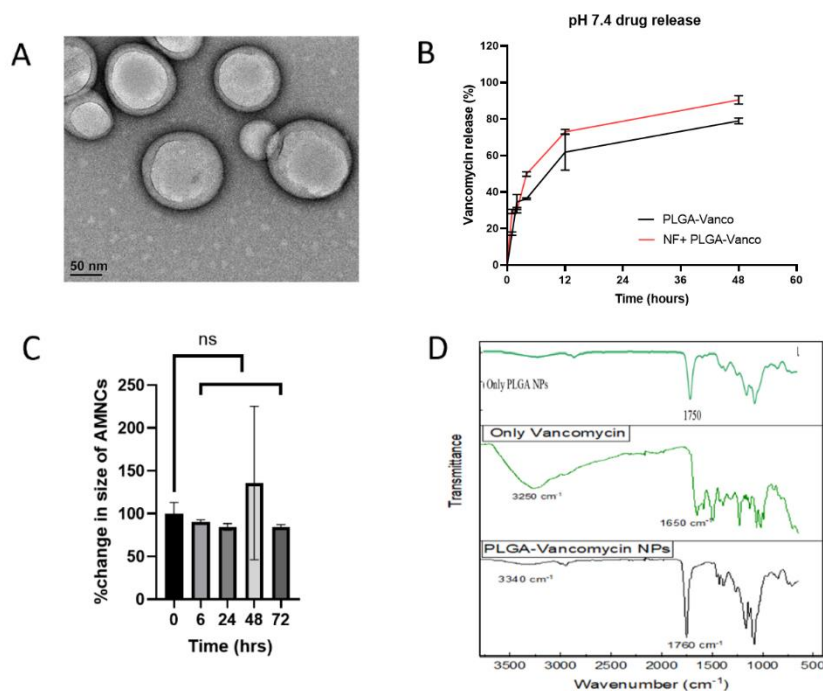 A
50 nm
B
pH 7.4 drug release
Vancomycin release (%)
120
100
80
60
40
20
0
0 12 24 36 48 60
Time (hours)
PLGA-Vanco
NF+ PLGA-Vanco
C
ns
%change in size of AMNCs
250
200
150
100
50
0
0 6 24 48 72
Time (hrs)
D
Only PLGA NPs
1750
Only Vancomycin
3250 cm⁻¹
1650 cm⁻¹
PLGA-Vancomycin NPs
3340 cm⁻¹
1760 cm⁻¹
Transmittance
3500 3000 2500 2000 1500 1000 500
Wavenumber (cm⁻¹)